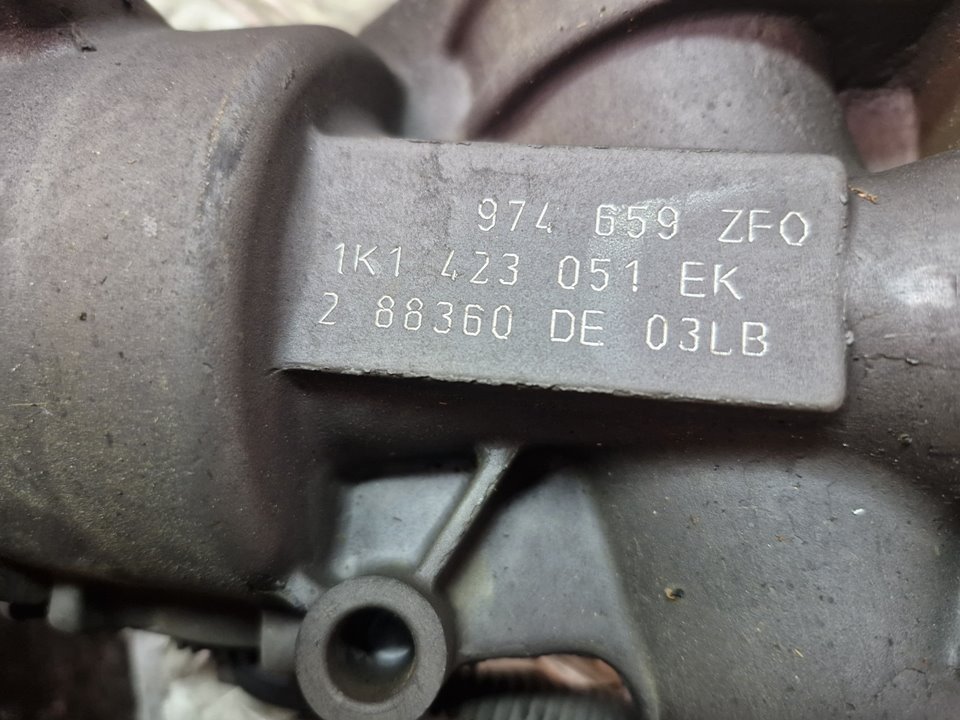 974 659 ZFO
1K1 423 051 EK
2 88360 DE 03LB